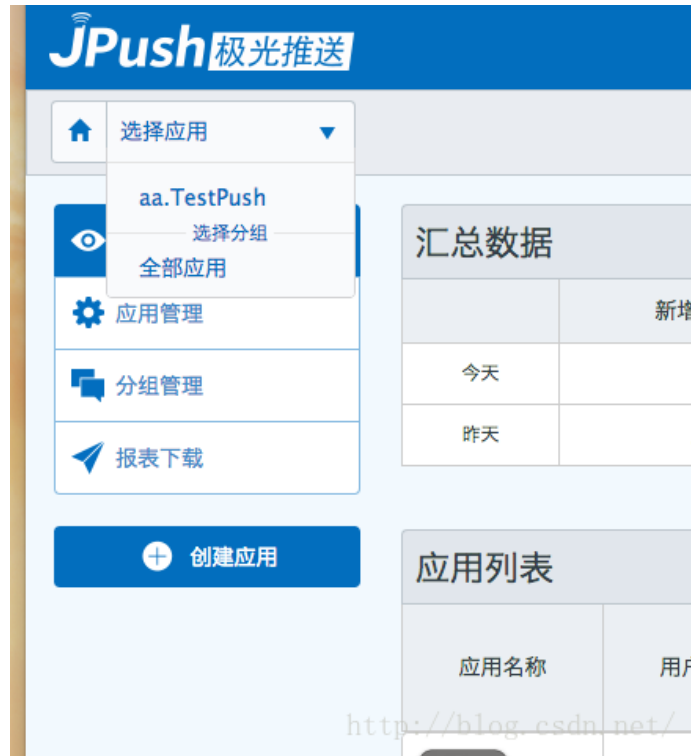 JPush极光推送
选择应用
aa.TestPush
选择分组
全部应用
应用管理
分组管理
报表下载
创建应用
汇总数据
新增
今天
昨天
应用列表
应用名称
用户
http://blog.csdn.net/